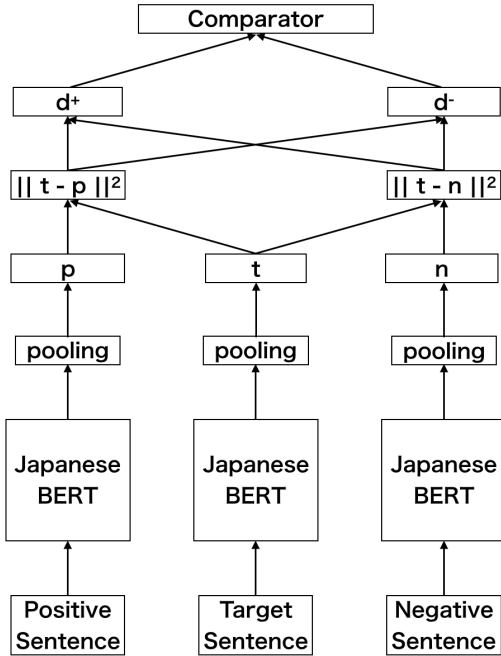 Comparator
d⁺
d⁻
|| t - p ||²
|| t - n ||²
p
t
n
pooling
pooling
pooling
Japanese
BERT
Japanese
BERT
Japanese
BERT
Positive
Sentence
Target
Sentence
Negative
Sentence